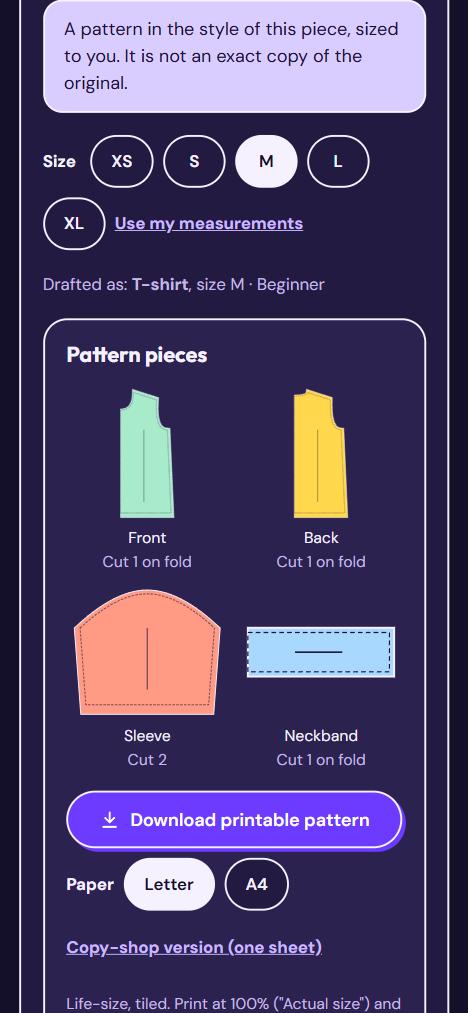 A pattern in the style of this piece, sized
to you. It is not an exact copy of the
original.
Size XS S M L
XL Use my measurements
Drafted as: T-shirt, size M · Beginner
Pattern pieces
Front Back
Cut 1 on fold Cut 1 on fold
Sleeve Neckband
Cut 2 Cut 1 on fold
Download printable pattern
Paper Letter A4
Copy-shop version (one sheet)
Life-size, tiled. Print at 100% ("Actual size") and